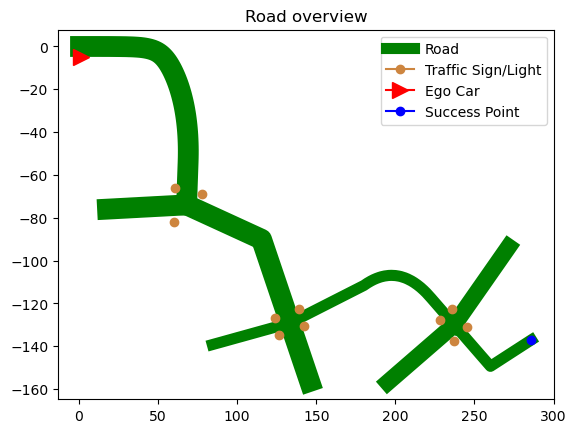 Road overview
Road
Traffic Sign/Light
Ego Car
Success Point
0
−20
−40
−60
−80
−100
−120
−140
−160
0 50 100 150 200 250 300